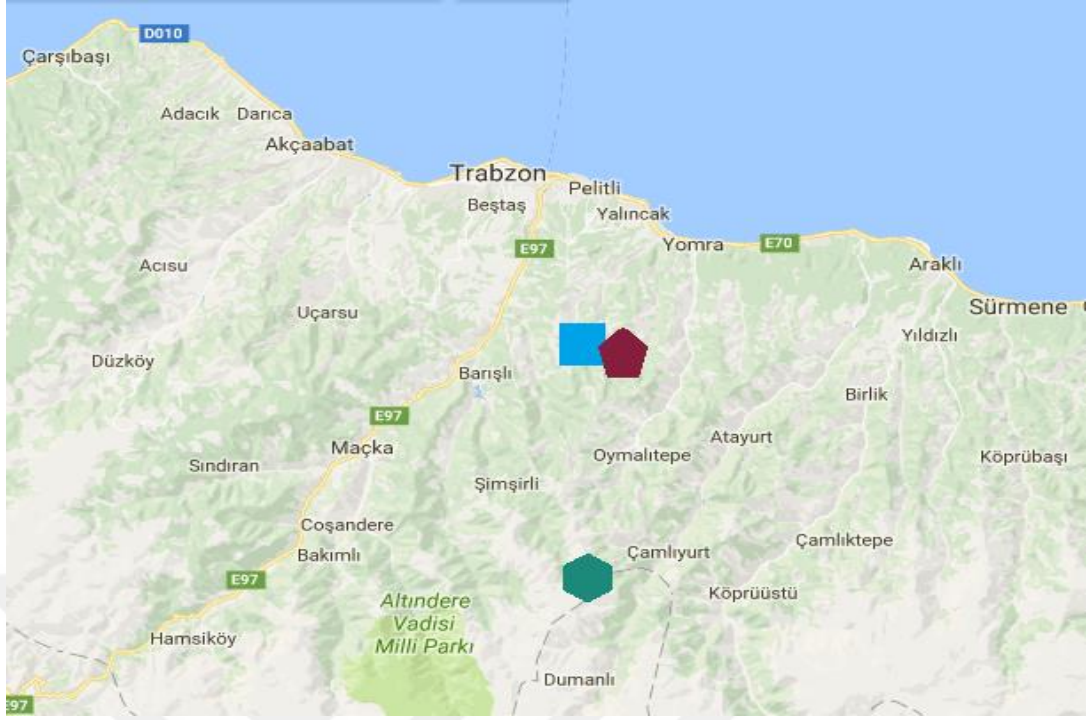 D010
Çarşıbaşı
Adacık
Darıca
Akçaabat
Trabzon
Pelitli
Beştaş
Yalıncak
Yomra
E70
E97
Acısu
Araklı
Uçarsu
Sürmene
Yıldızlı
Düzköy
Barışlı
Birlik
E97
Maçka
Atayurt
Oymalıtepe
Köprübaşı
Sındıran
Şimşirli
Coşandere
Çamlıktepe
Bakımlı
Çamlıyurt
E97
Köprüüstü
Altındere
Vadisi
Milli Parkı
Hamsiköy
Dumanlı
E97